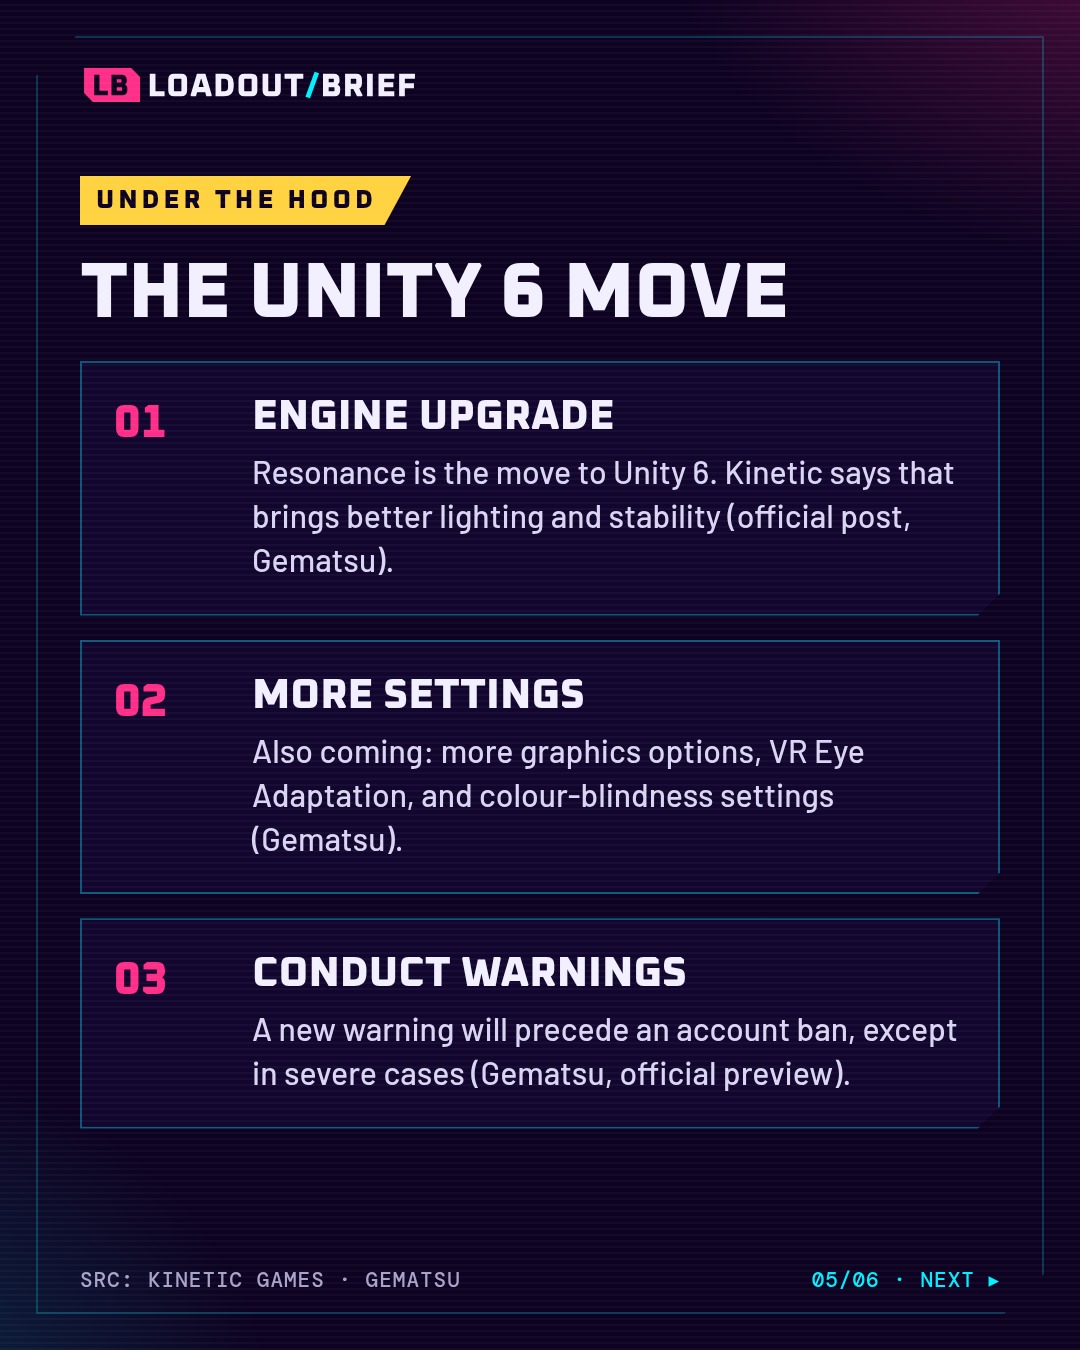 LB LOADOUT/BRIEF
UNDER THE HOOD
THE UNITY 6 MOVE
01
ENGINE UPGRADE
Resonance is the move to Unity 6. Kinetic says that
brings better lighting and stability (official post,
Gematsu).
02
MORE SETTINGS
Also coming: more graphics options, VR Eye
Adaptation, and colour-blindness settings
(Gematsu).
03
CONDUCT WARNINGS
A new warning will precede an account ban, except
in severe cases (Gematsu, official preview).
SRC: KINETIC GAMES · GEMATSU
05/06 · NEXT ▶